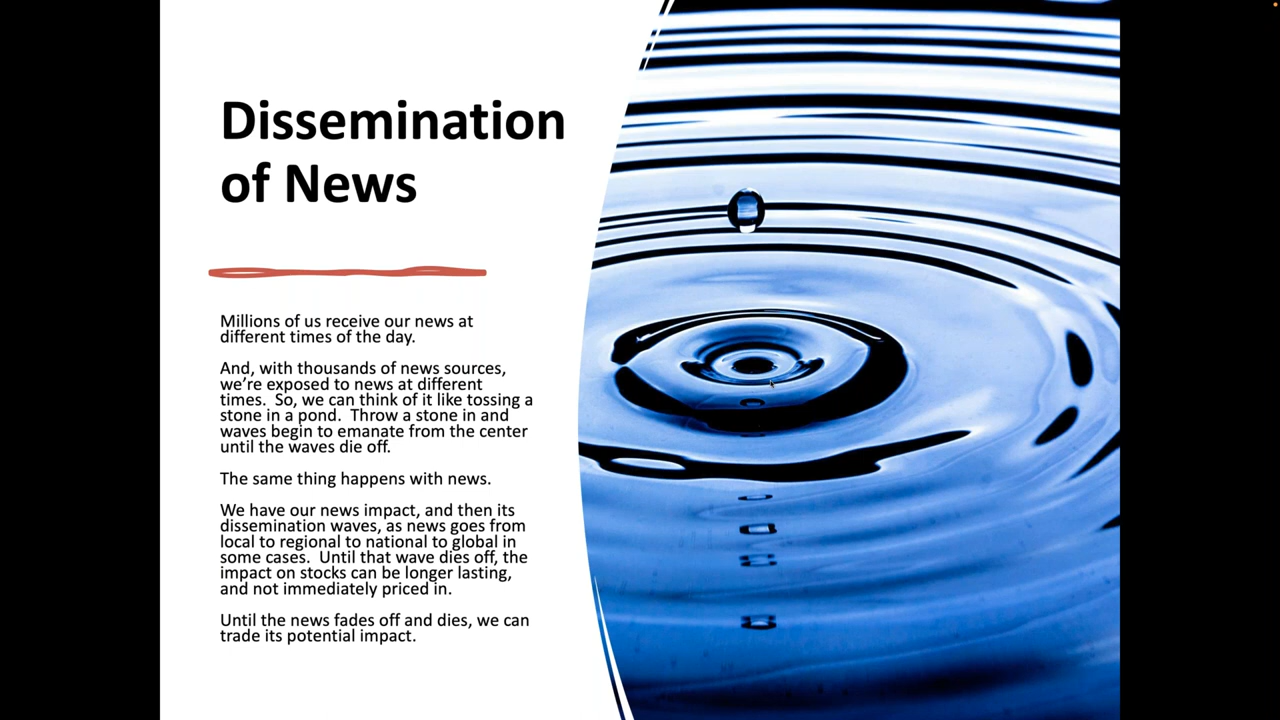 Dissemination
of News
Millions of us receive our news at
different times of the day.
And, with thousands of news sources,
we're exposed to news at different
times.  So, we can think of it like tossing a
stone in a pond.  Throw a stone in and
waves begin to emanate from the center
until the waves die off.
The same thing happens with news.
We have our news impact, and then its
dissemination waves, as news goes from
local to regional to national to global in
some cases.  Until that wave dies off, the
impact on stocks can be longer lasting,
and not immediately priced in.
Until the news fades off and dies, we can
trade its potential impact.